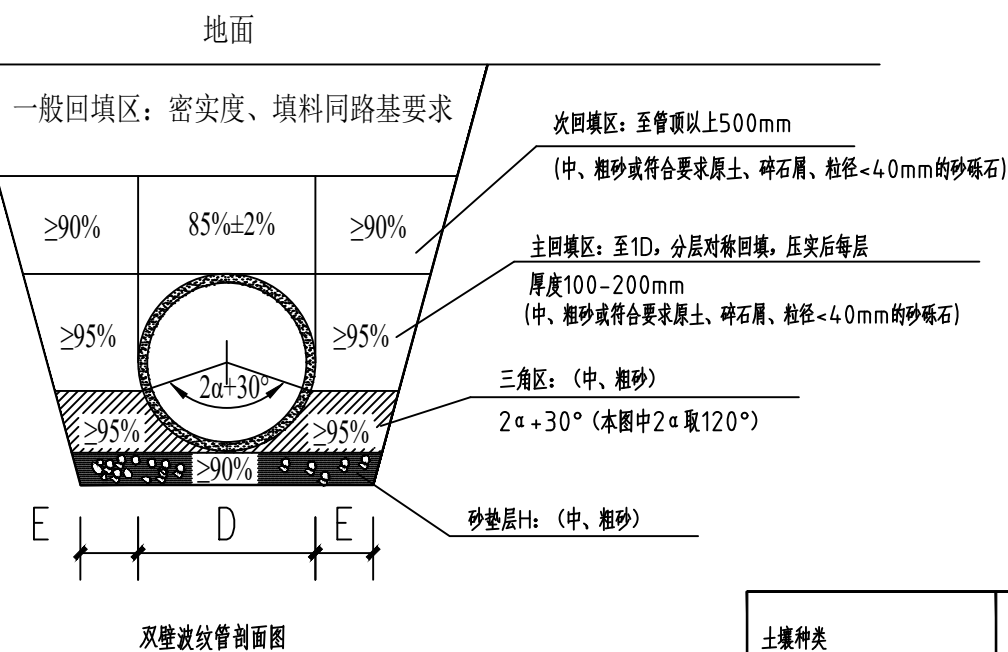 地面
一般回填区：密实度、填料同路基要求
次回填区：至管顶以上500mm
(中、粗砂或符合要求原土、碎石屑、粒径<40mm的砂砾石)
≥90%
85%±2%
≥90%
主回填区：至1D，分层对称回填，压实后每层
厚度100-200mm
(中、粗砂或符合要求原土、碎石屑、粒径<40mm的砂砾石)
≥95%
≥95%
三角区：(中、粗砂)
2α+30°
2α+30°(本图中2α取120°)
≥95%
≥95%
≥90%
砂垫层H：(中、粗砂)
E
D
E
双壁波纹管剖面图
土壤种类